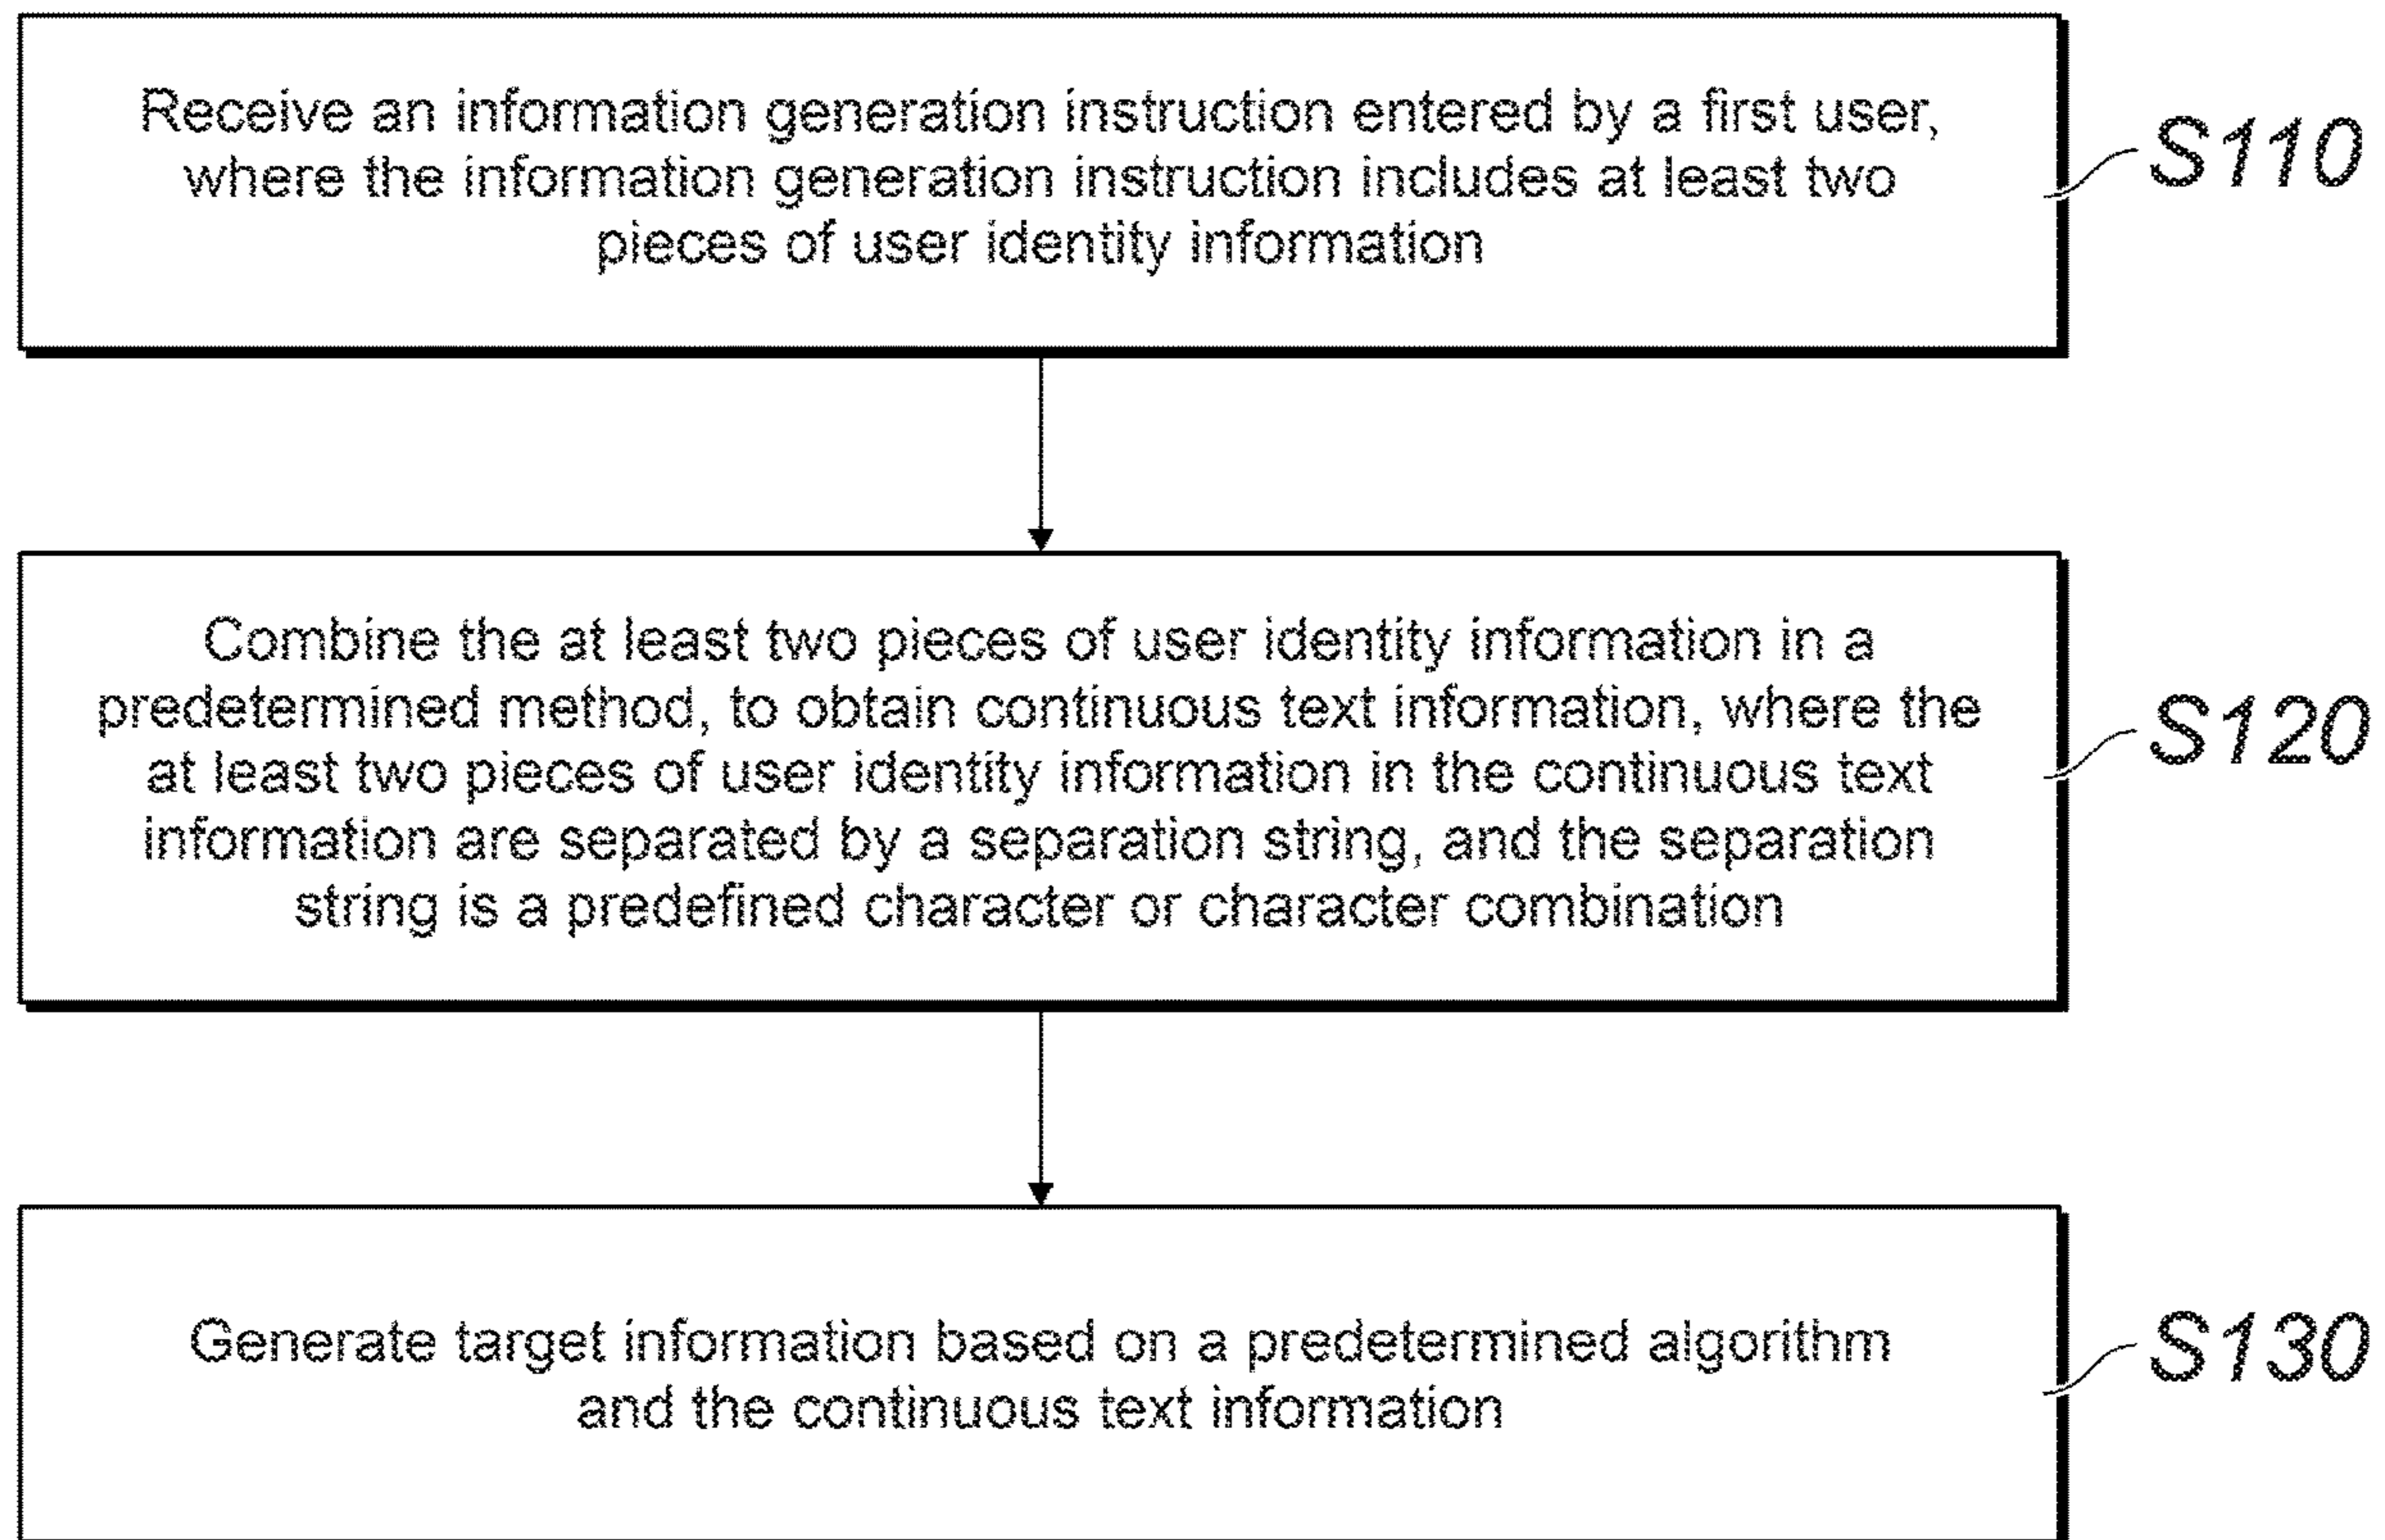 Receive an information generation instruction entered by a first user,
where the information generation instruction includes at least two
pieces of user identity information
S110
Combine the at least two pieces of user identity information in a
predetermined method, to obtain continuous text information, where the
at least two pieces of user identity information in the continuous text
information are separated by a separation string, and the separation
string is a predefined character or character combination
S120
Generate target information based on a predetermined algorithm
and the continuous text information
S130